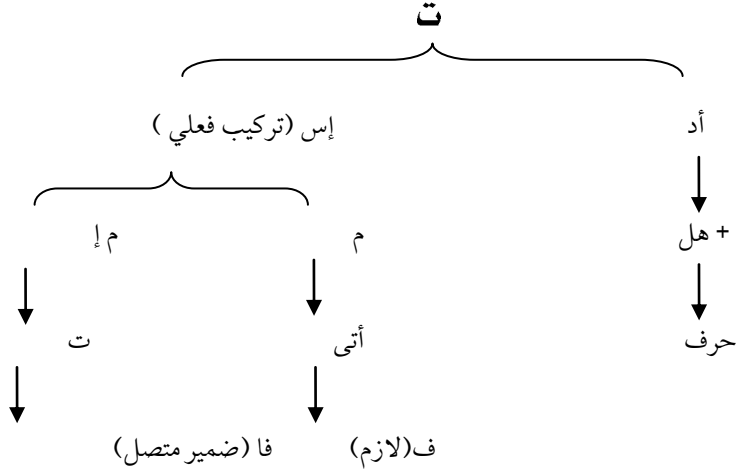 ت
أد إس (تركيب فعلي )
+ هل م م إ
حرف أتى ت
ف(لازم) فا (ضمير متصل)